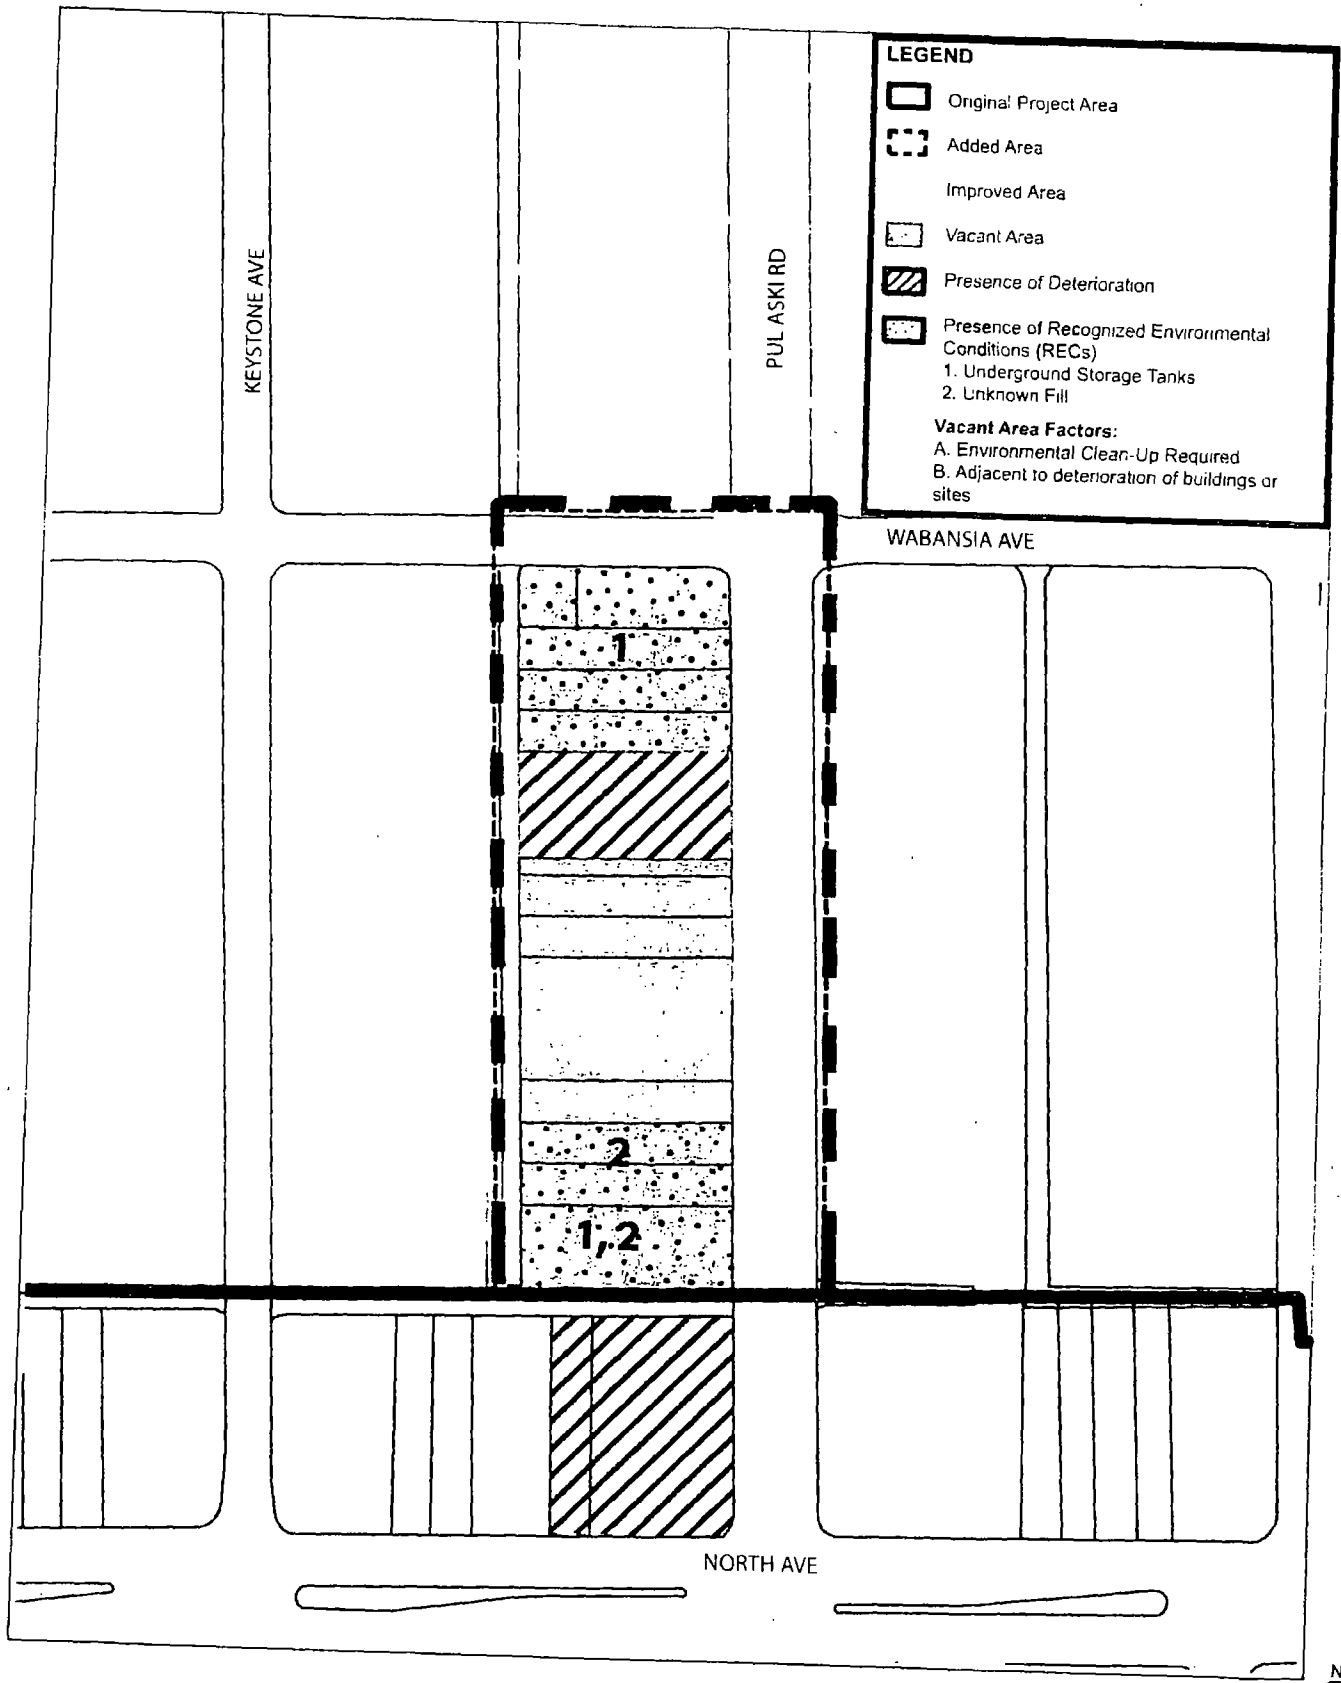 LEGEND
Original Project Area
Added Area
Improved Area
Vacant Area
Presence of Deterioration
Presence of Recognized Environmental
Conditions (RECs)
1. Underground Storage Tanks
2. Unknown Fill
Vacant Area Factors:
A. Environmental Clean-Up Required
B. Adjacent to deterioration of buildings or
sites
KEYSTONE AVE
PULASKI RD
WABANSIA AVE
1
2
1, 2
NORTH AVE
N